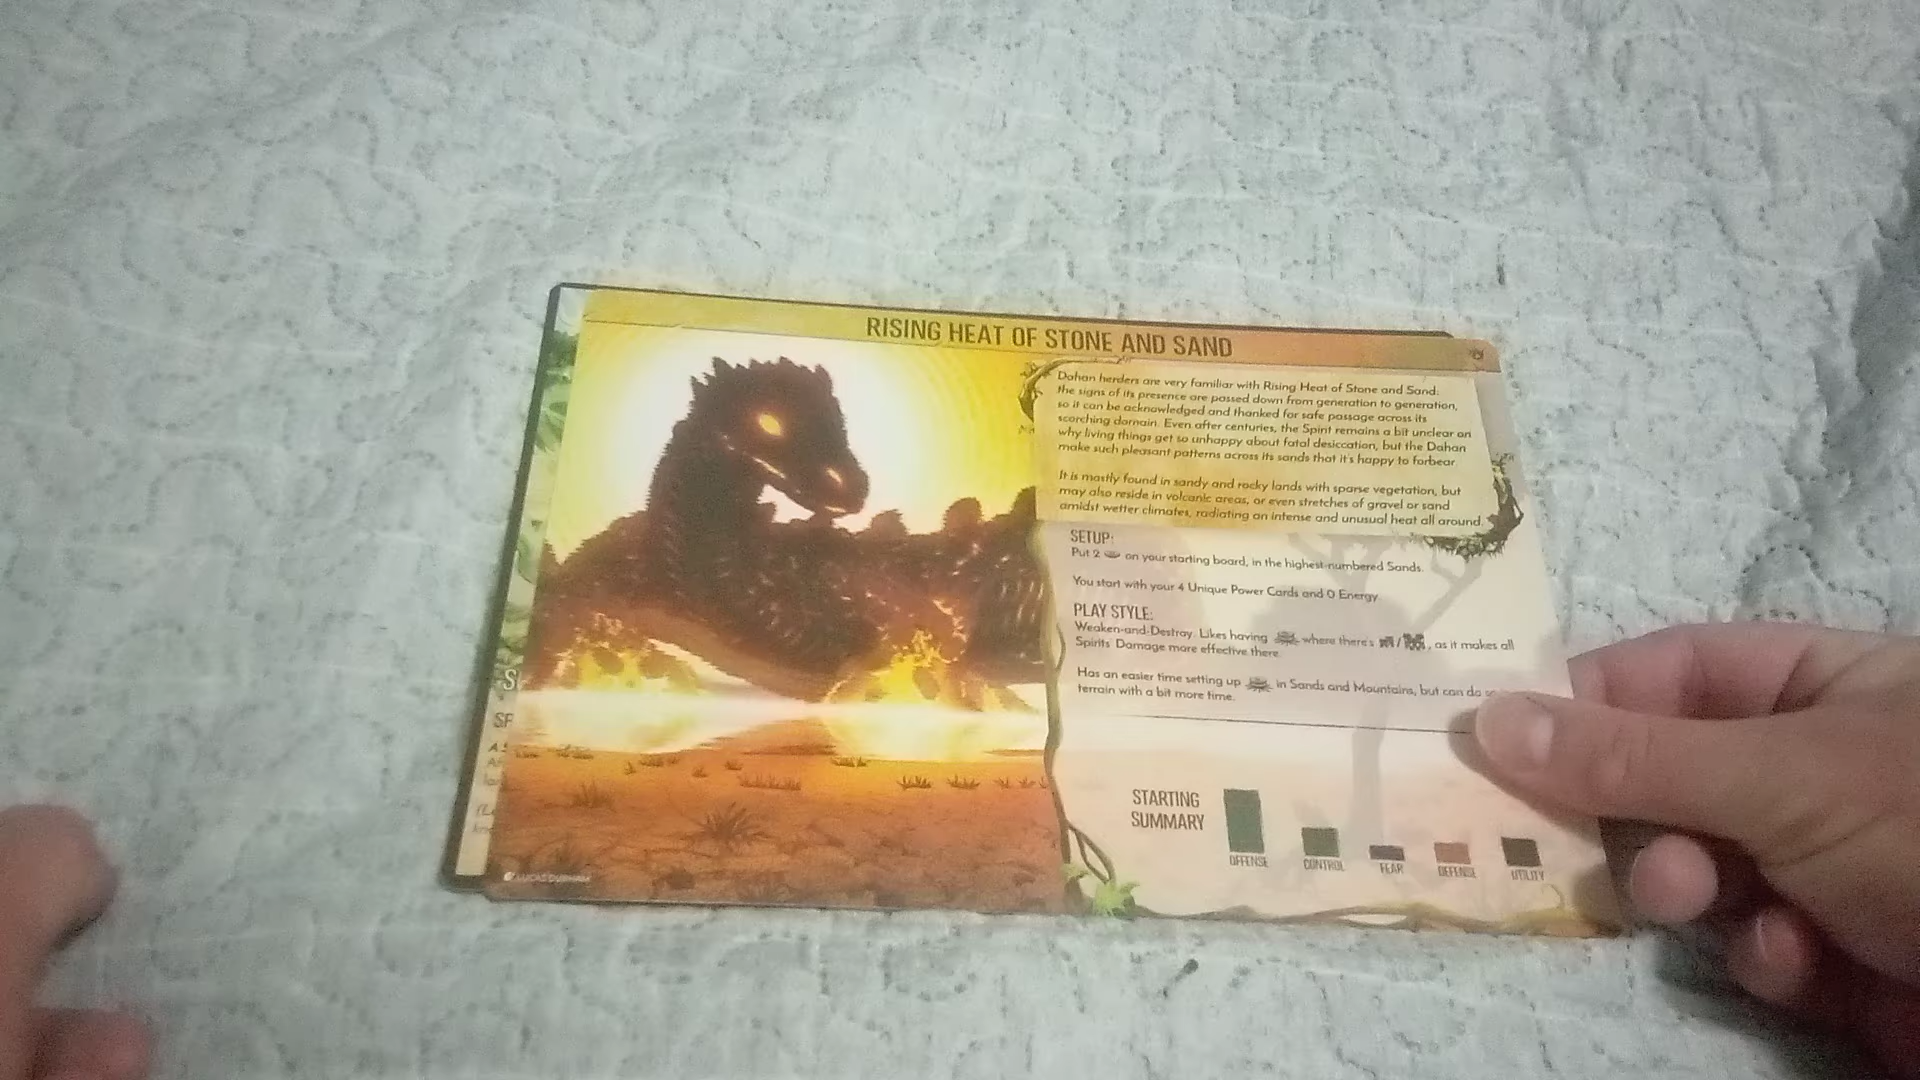 RISING HEAT OF STONE AND SAND
Dahan herders are very familiar with Rising Heat of Stone and Sand:
the signs of its presence are passed down from generation to generation,
so it can be acknowledged and thanked for safe passage across its
scorching domain. Even after centuries, the Spirit remains a bit unclear on
why living things get so unhappy about fatal desiccation, but the Dahan
make such pleasant patterns across its sands that it's happy to forbear.
It is mostly found in sandy and rocky lands with sparse vegetation, but
may also reside in volcanic areas, or even stretches of gravel or sand
amidst wetter climates, radiating an intense and unusual heat all around.
SETUP:
Put 2 on your starting board, in the highest-numbered Sands.
You start with your 4 Unique Power Cards and 0 Energy.
PLAY STYLE:
Weaken-and-Destroy. Likes having where there's / , as it makes all
Spirits' Damage more effective there.
Has an easier time setting up in Sands and Mountains, but can do
terrain with a bit more time.
STARTING
SUMMARY
OFFENSE CONTROL FEAR DEFENSE UTILITY
LUCAS DURHAM